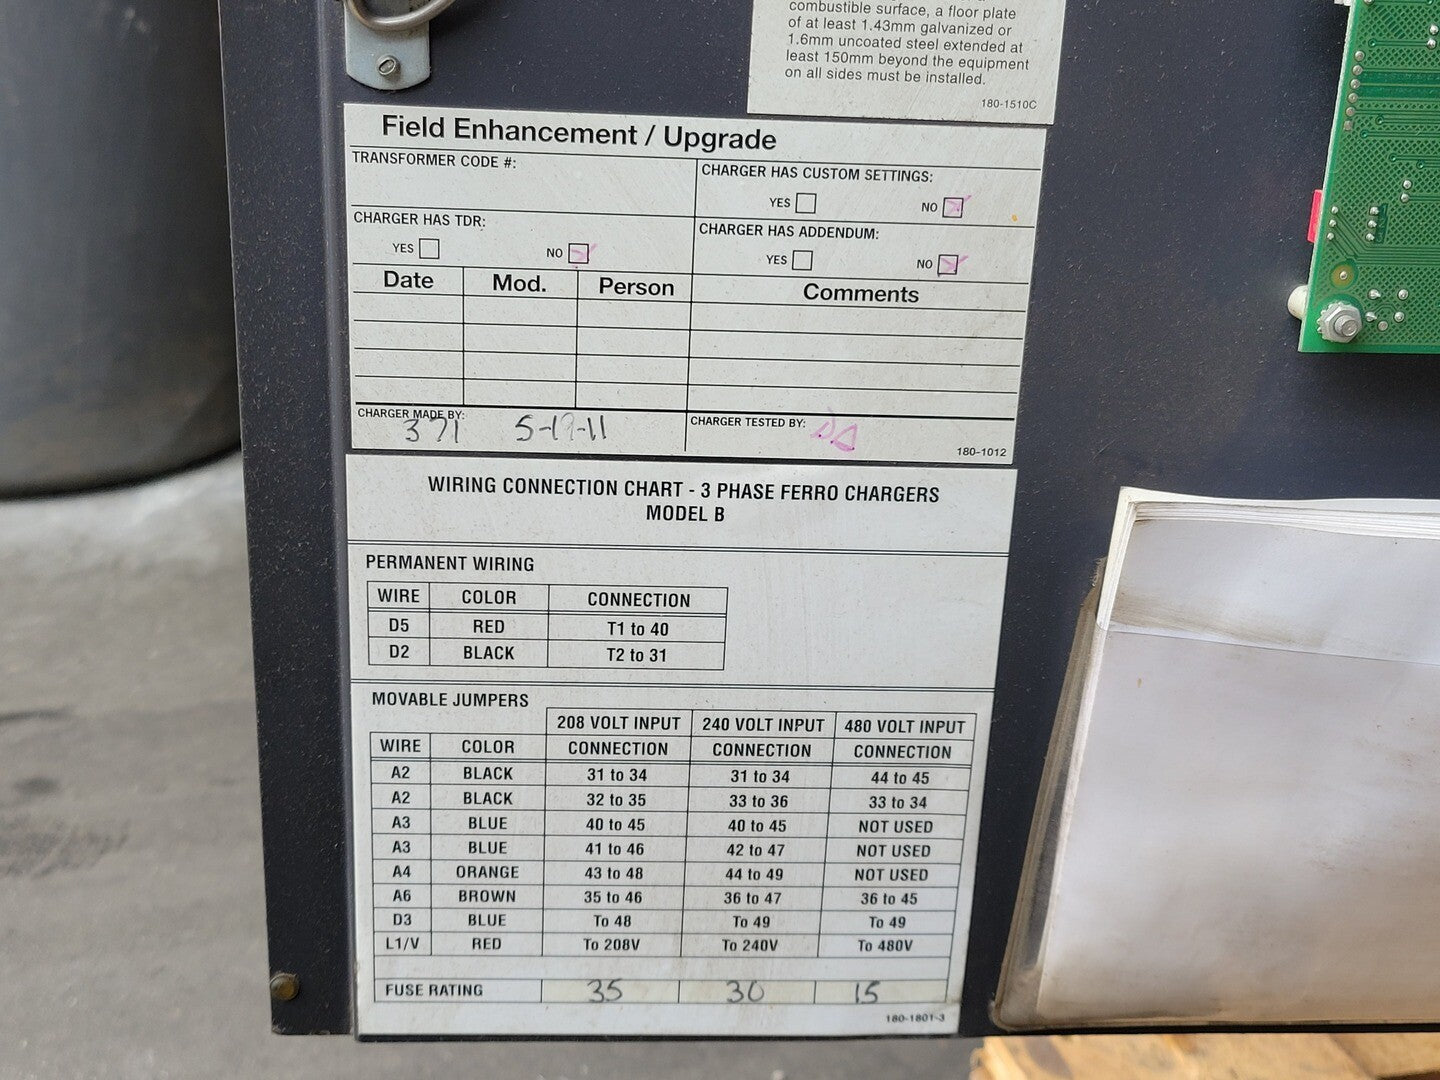 combustible surface, a floor plate
of at least 1.43mm galvanized or
1.6mm uncoated steel extended at
least 150mm beyond the equipment
on all sides must be installed.
180-1510C
Field Enhancement / Upgrade
TRANSFORMER CODE #:
CHARGER HAS CUSTOM SETTINGS:
YES NO
CHARGER HAS TDR:
YES NO
CHARGER HAS ADDENDUM:
YES NO
Date Mod. Person Comments
CHARGER MADE BY: 371 5-19-11
CHARGER TESTED BY:
180-1012
WIRING CONNECTION CHART - 3 PHASE FERRO CHARGERS
MODEL B
PERMANENT WIRING
WIRE COLOR CONNECTION
D5 RED T1 to 40
D2 BLACK T2 to 31
MOVABLE JUMPERS
208 VOLT INPUT 240 VOLT INPUT 480 VOLT INPUT
WIRE COLOR CONNECTION CONNECTION CONNECTION
A2 BLACK 31 to 34 31 to 34 44 to 45
A2 BLACK 32 to 35 33 to 36 33 to 34
A3 BLUE 40 to 45 40 to 45 NOT USED
A3 BLUE 41 to 46 42 to 47 NOT USED
A4 ORANGE 43 to 48 44 to 49 NOT USED
A6 BROWN 35 to 46 36 to 47 36 to 45
D3 BLUE To 48 To 49 To 49
L1/V RED To 208V To 240V To 480V
FUSE RATING 35 30 15
180-1801-3